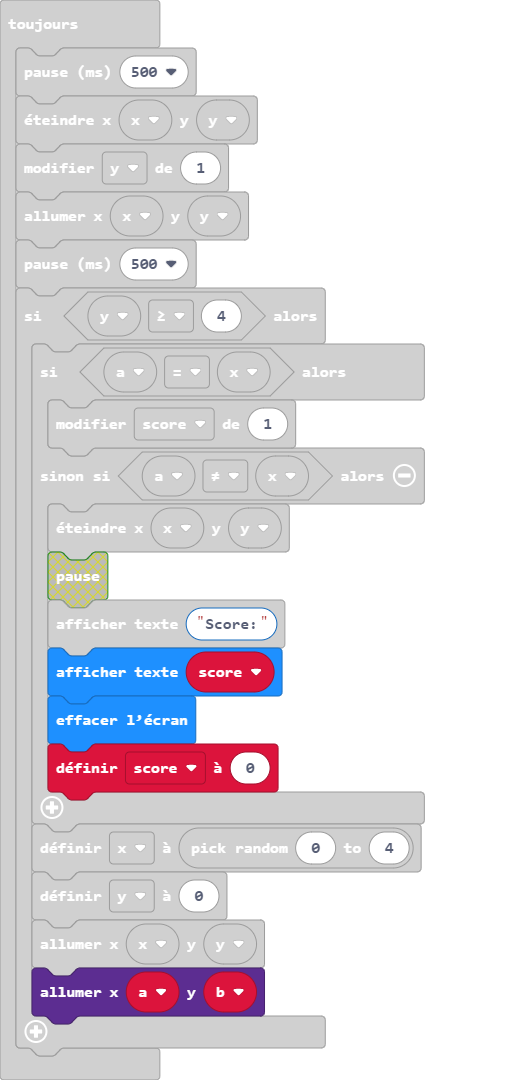 toujours
pause (ms) 500
éteindre x x y y
modifier y de 1
allumer x x y y
pause (ms) 500
si y ≥ 4 alors
si a = x alors
modifier score de 1
sinon si a ≠ x alors
éteindre x x y y
pause
afficher texte "Score:"
afficher texte score
effacer l’écran
définir score à 0
définir x à pick random 0 to 4
définir y à 0
allumer x x y y
allumer x a y b